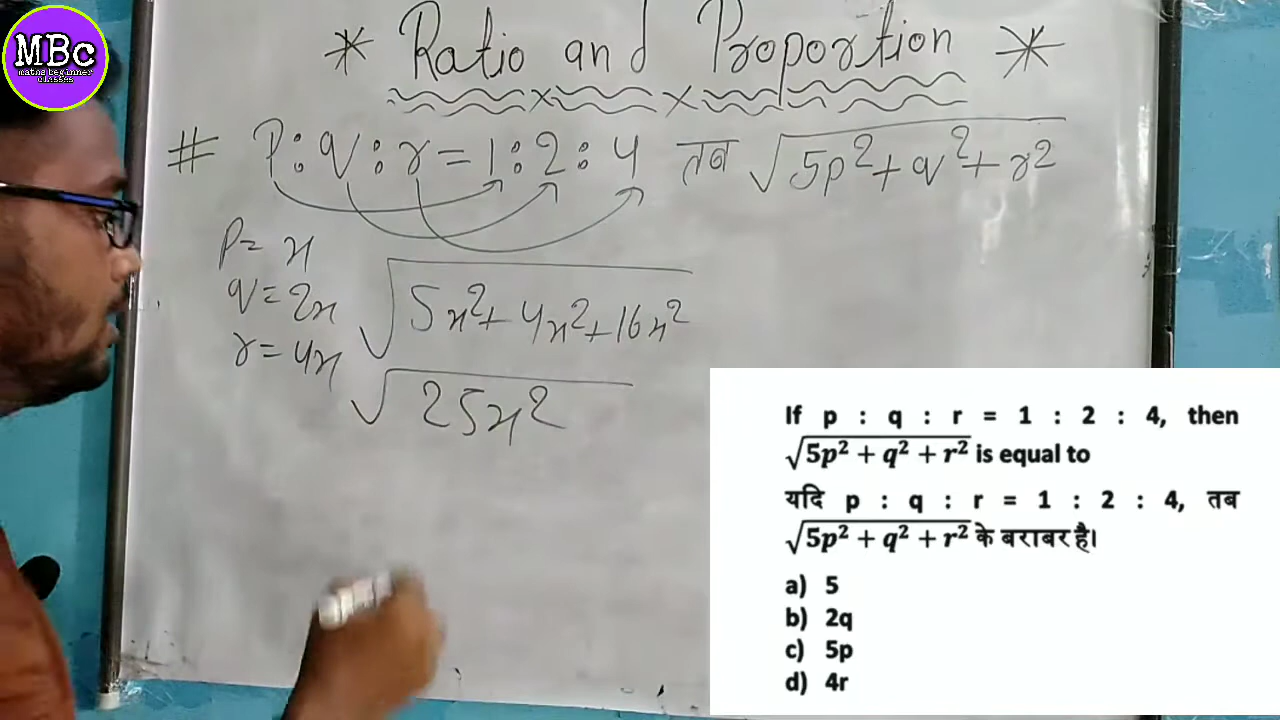 MBc
maths beginner
classes
* Ratio and Proportion *
# P:q:r = 1:2:4 तब √5p²+q²+r²
P= x
q=2x
r=4x
√5x²+4x²+16x²
√25x²
If p : q : r = 1 : 2 : 4, then
√5p² + q² + r² is equal to
यदि p : q : r = 1 : 2 : 4, तब
√5p² + q² + r² के बराबर है।
a) 5
b) 2q
c) 5p
d) 4r